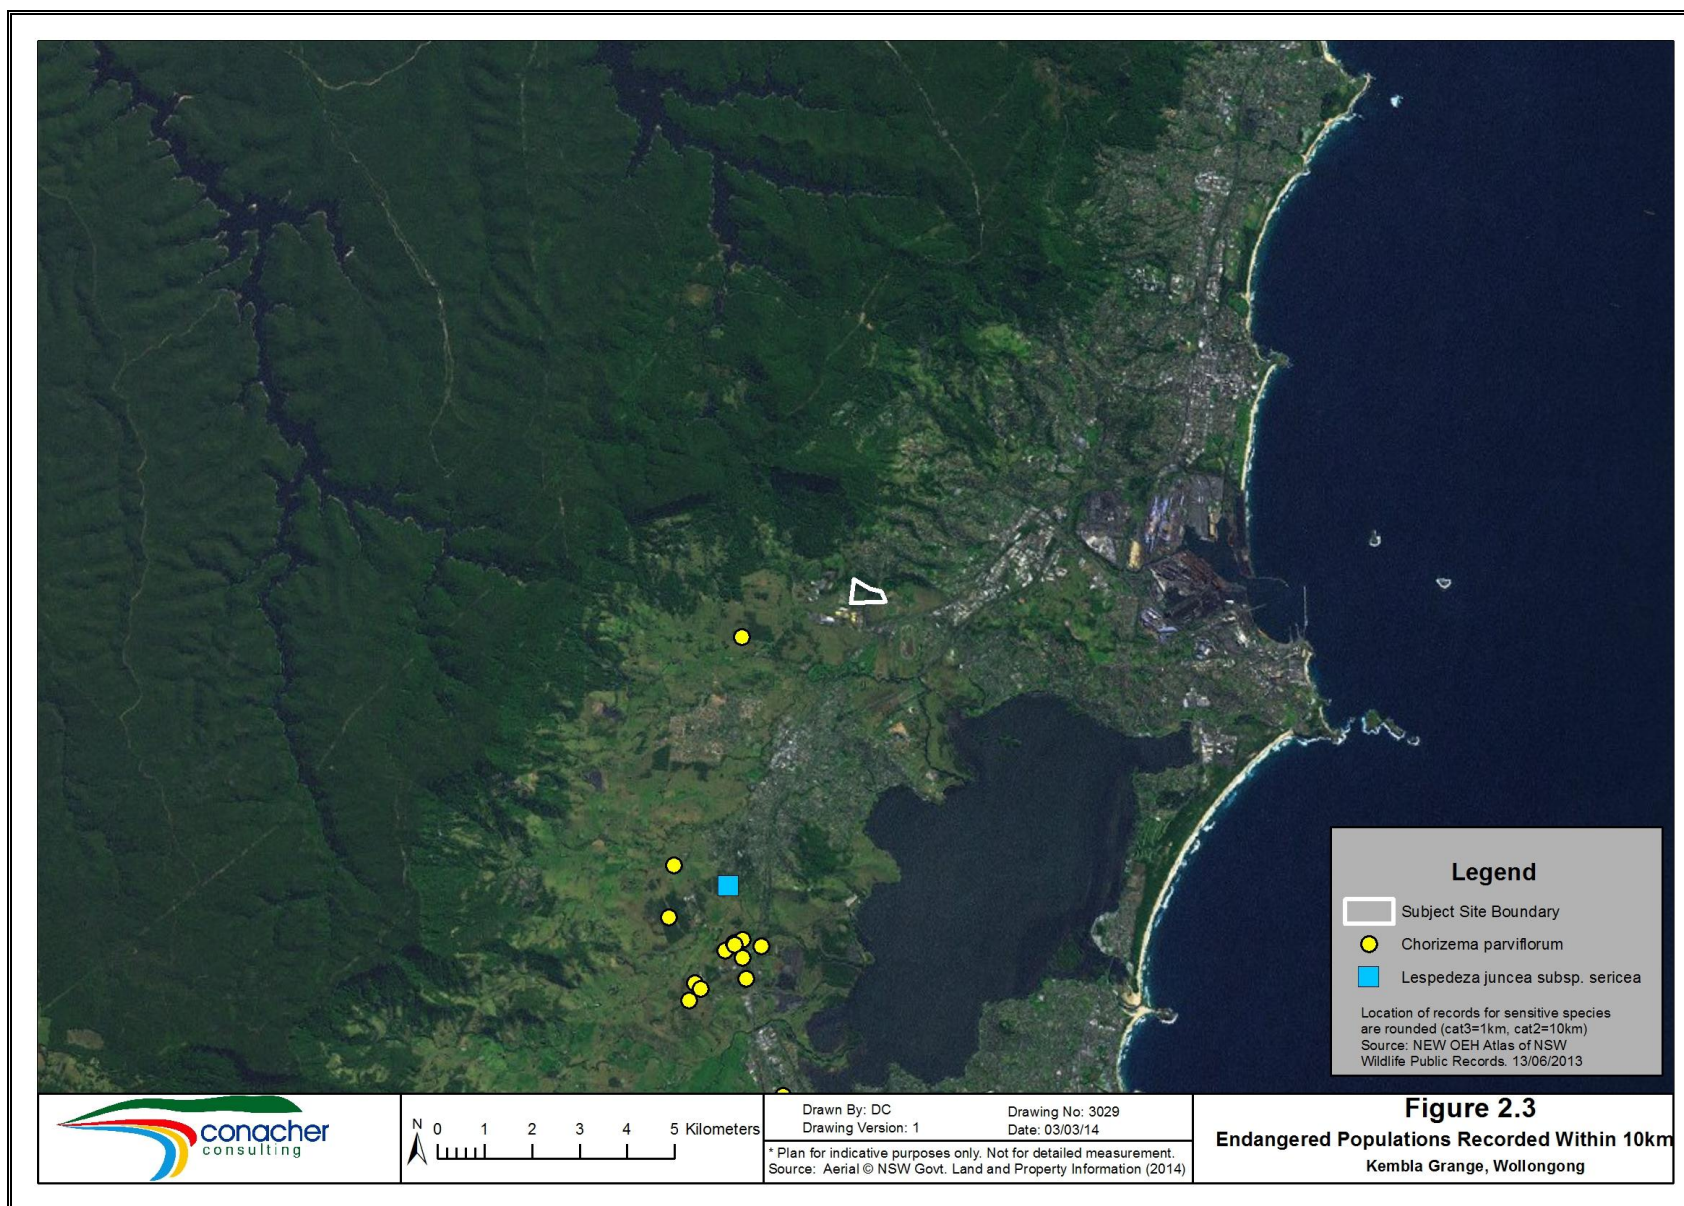 Legend
Subject Site Boundary
Chorizema parviflorum
Lespedeza juncea subsp. sericea
Location of records for sensitive species
are rounded (cat3=1km, cat2=10km)
Source: NEW OEH Atlas of NSW
Wildlife Public Records. 13/06/2013
conacher
consulting
N 0 1 2 3 4 5 Kilometers
Drawn By: DC
Drawing Version: 1
Drawing No: 3029
Date: 03/03/14
* Plan for indicative purposes only. Not for detailed measurement.
Source: Aerial © NSW Govt. Land and Property Information (2014)
Figure 2.3
Endangered Populations Recorded Within 10km
Kembla Grange, Wollongong